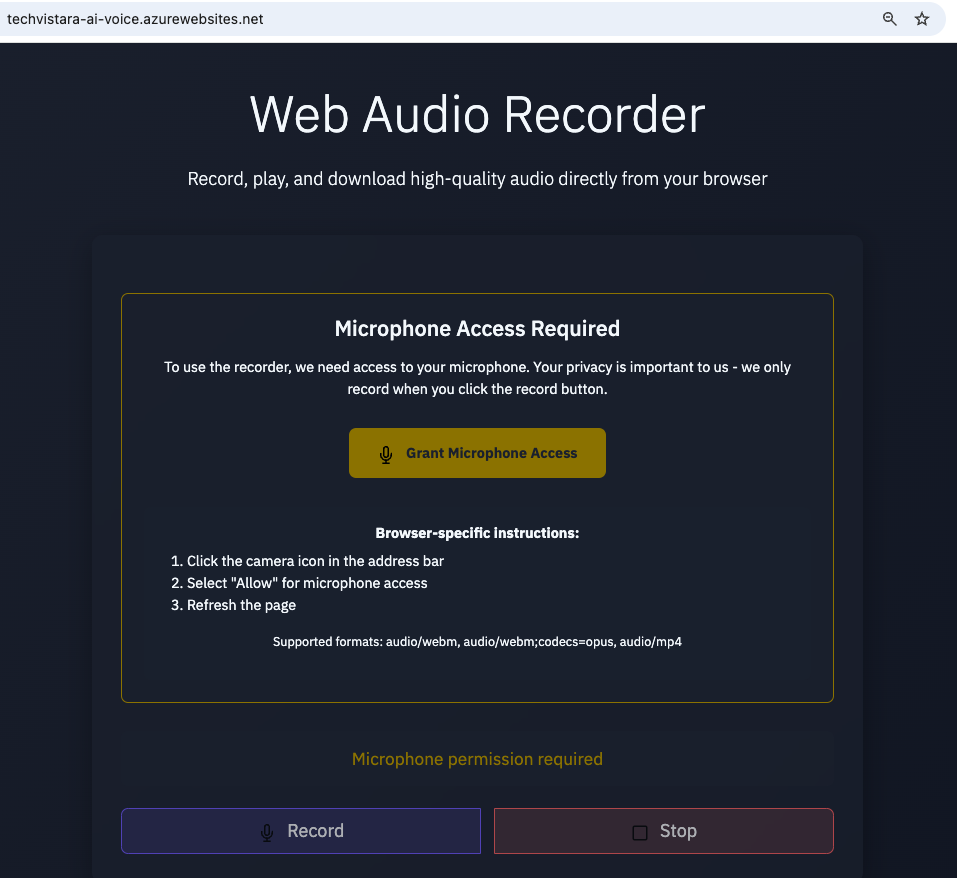 techvistara-ai-voice.azurewebsites.net
Web Audio Recorder
Record, play, and download high-quality audio directly from your browser
Microphone Access Required
To use the recorder, we need access to your microphone. Your privacy is important to us - we only
record when you click the record button.
Grant Microphone Access
Browser-specific instructions:
1. Click the camera icon in the address bar
2. Select "Allow" for microphone access
3. Refresh the page
Supported formats: audio/webm, audio/webm;codecs=opus, audio/mp4
Microphone permission required
Record
Stop